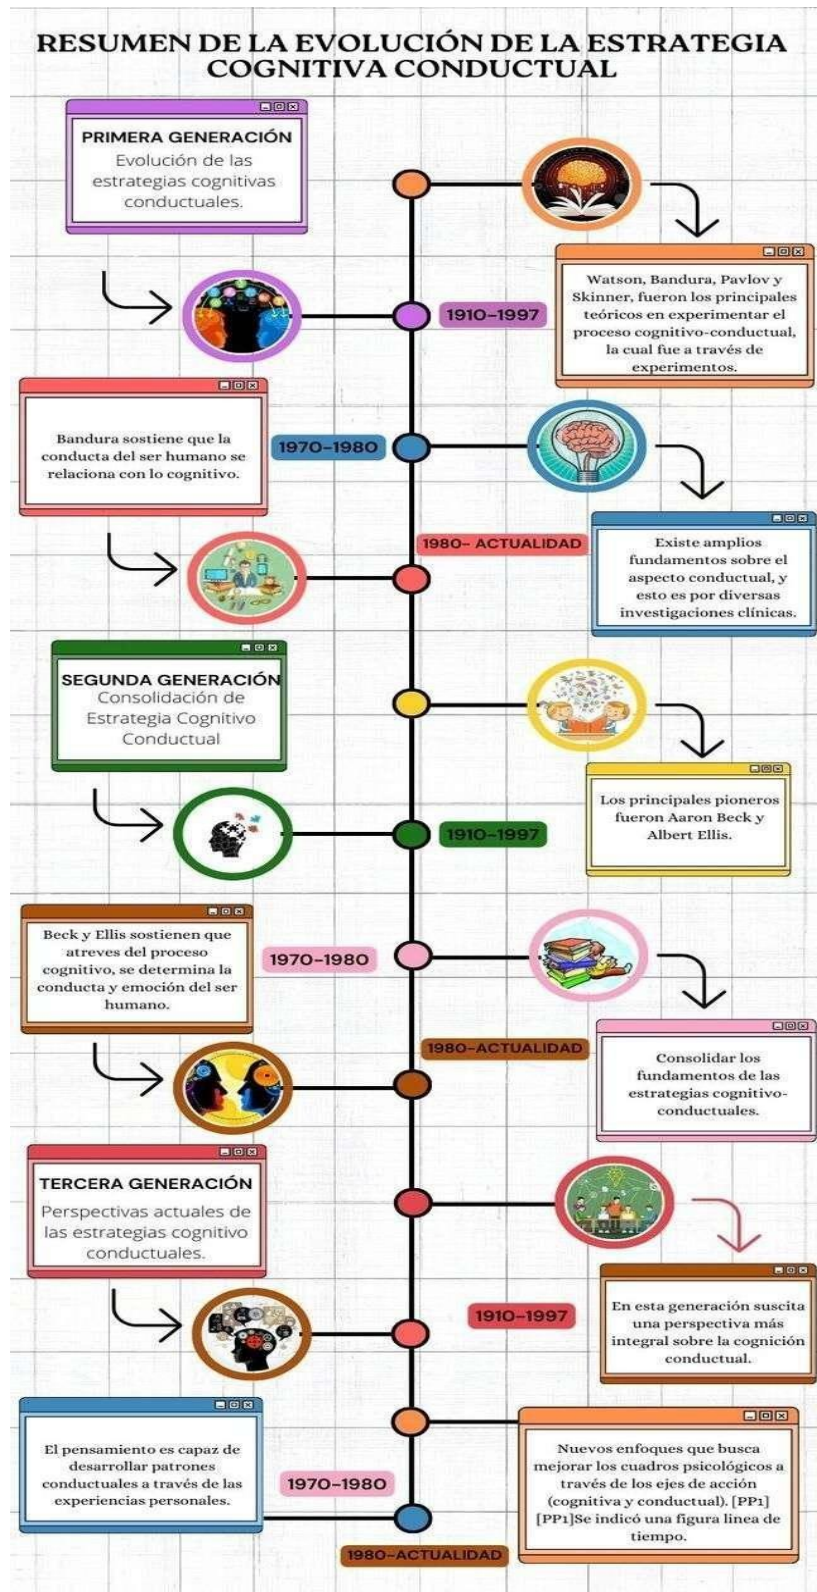 RESUMEN DE LA EVOLUCIÓN DE LA ESTRATEGIA
COGNITIVA CONDUCTUAL
PRIMERA GENERACIÓN
Evolución de las
estrategias cognitivas
conductuales.
1910-1997
Watson, Bandura, Pavlov y
Skinner, fueron los principales
teóricos en experimentar el
proceso cognitivo-conductual,
la cual fue a través de
experimentos.
Bandura sostiene que la
conducta del ser humano se
relaciona con lo cognitivo.
1970-1980
1980- ACTUALIDAD
Existe amplios
fundamentos sobre el
aspecto conductual, y
esto es por diversas
investigaciones clínicas.
SEGUNDA GENERACIÓN
Consolidación de
Estrategia Cognitivo
Conductual
Los principales pioneros
fueron Aaron Beck y
Albert Ellis.
1910-1997
Beck y Ellis sostienen que
atreves del proceso
cognitivo, se determina la
conducta y emoción del ser
humano.
1970-1980
1980-ACTUALIDAD
Consolidar los
fundamentos de las
estrategias cognitivo-
conductuales.
TERCERA GENERACIÓN
Perspectivas actuales de
las estrategias cognitivo
conductuales.
1910-1997
En esta generación suscita
una perspectiva más
integral sobre la cognición
conductual.
El pensamiento es capaz de
desarrollar patrones
conductuales a través de las
experiencias personales.
1970-1980
Nuevos enfoques que busca
mejorar los cuadros psicológicos a
través de los ejes de acción
(cognitiva y conductual). [PP1]
[PP1]Se indicó una figura linea de
tiempo.
1980-ACTUALIDAD